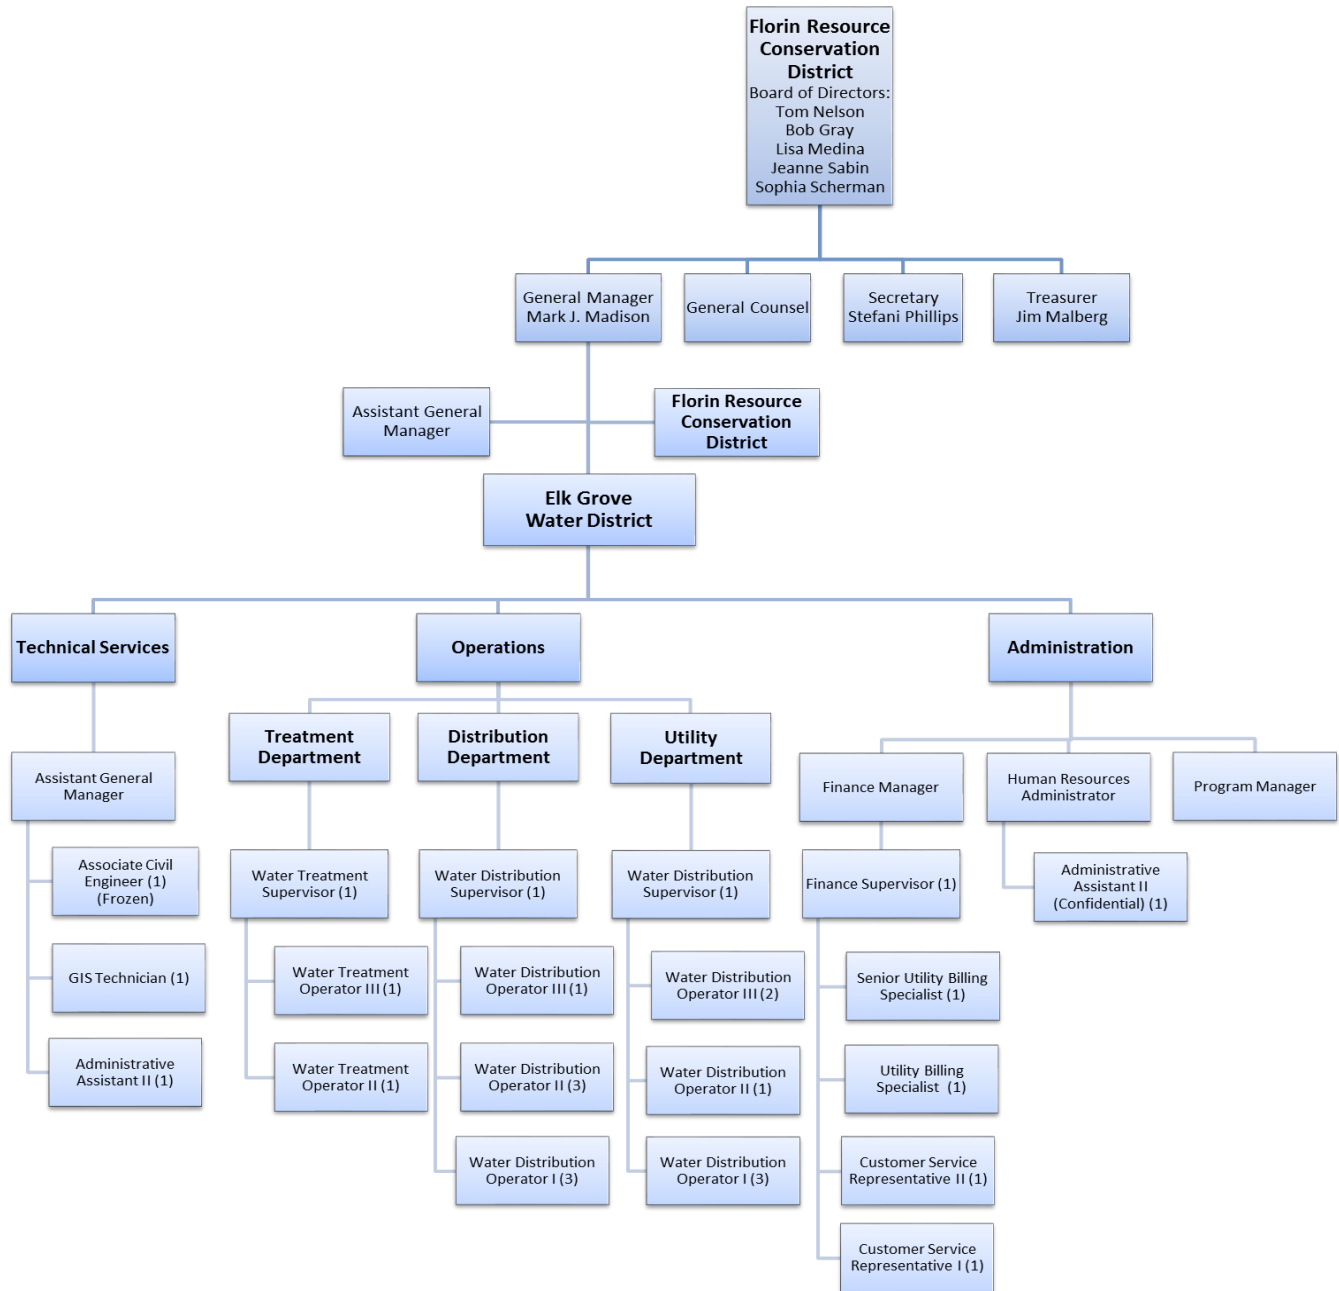 Florin Resource
Conservation
District
Board of Directors:
Tom Nelson
Bob Gray
Lisa Medina
Jeanne Sabin
Sophia Scherman
General Manager
Mark J. Madison
General Counsel
Secretary
Stefani Phillips
Treasurer
Jim Malberg
Assistant General
Manager
Florin Resource
Conservation
District
Elk Grove
Water District
Technical Services
Operations
Administration
Treatment
Department
Distribution
Department
Utility
Department
Assistant General
Manager
Finance Manager
Human Resources
Administrator
Program Manager
Associate Civil
Engineer (1)
(Frozen)
Water Treatment
Supervisor (1)
Water Distribution
Supervisor (1)
Water Distribution
Supervisor (1)
Finance Supervisor (1)
Administrative
Assistant II
(Confidential) (1)
GIS Technician (1)
Water Treatment
Operator III (1)
Water Distribution
Operator III (1)
Water Distribution
Operator III (2)
Senior Utility Billing
Specialist (1)
Administrative
Assistant II (1)
Water Treatment
Operator II (1)
Water Distribution
Operator II (3)
Water Distribution
Operator II (1)
Utility Billing
Specialist (1)
Water Distribution
Operator I (3)
Water Distribution
Operator I (3)
Customer Service
Representative II (1)
Customer Service
Representative I (1)